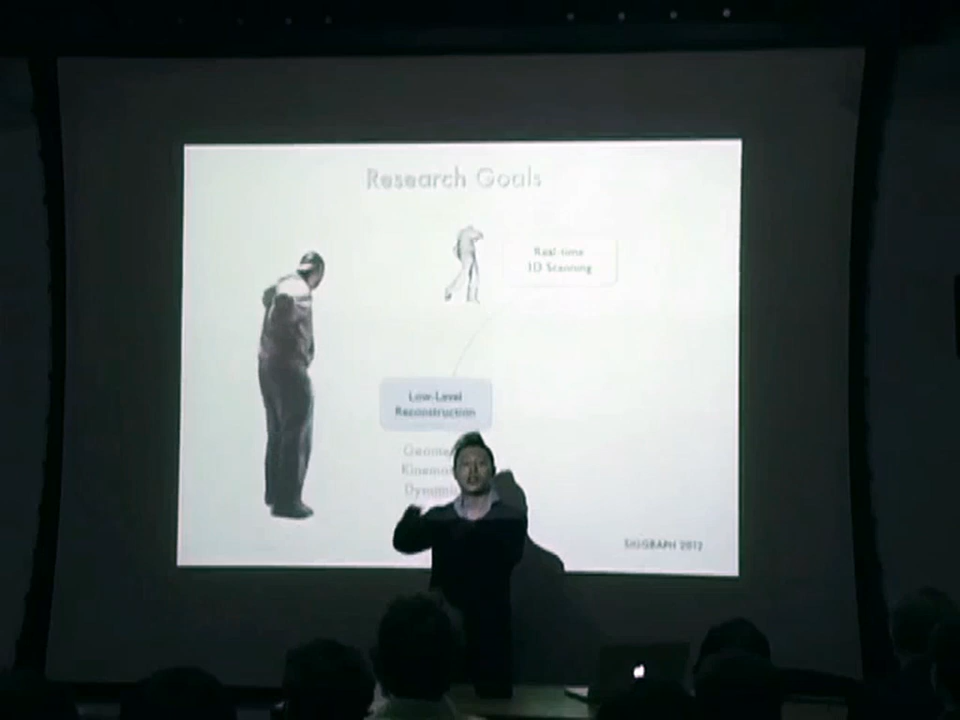 Research Goals
Real-time
3D Scanning
Low-Level
Reconstruction
SIGGRAPH 2012